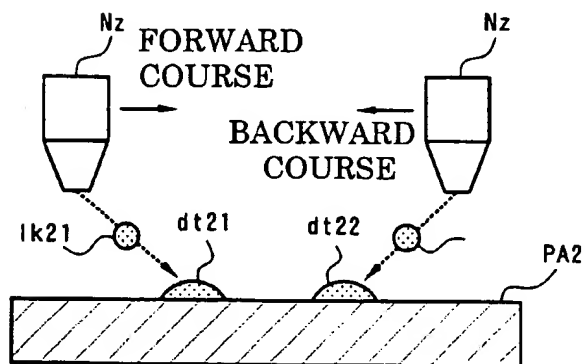 Nz
Nz
FORWARD
COURSE
BACKWARD
COURSE
Ik21
dt21
dt22
PA2